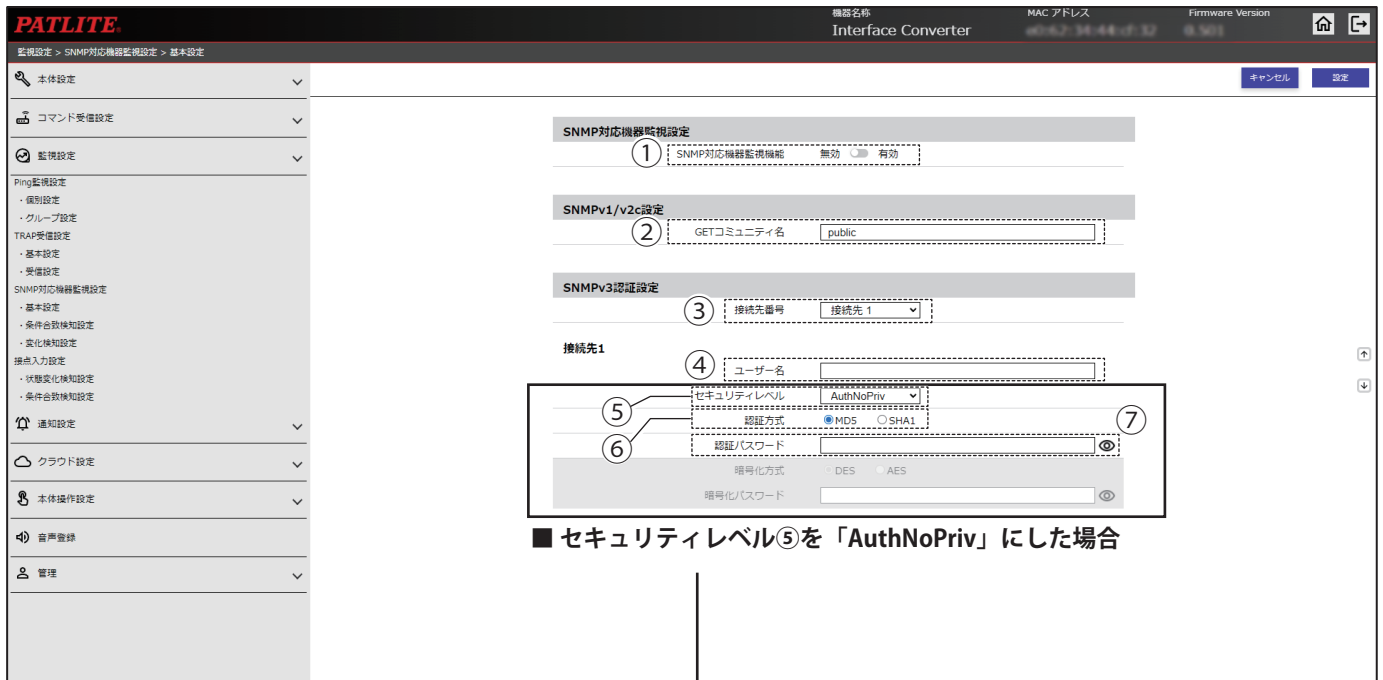 PATLITE
機器名称
Interface Converter
MAC アドレス
Firmware Version
監視設定 > SNMP対応機器監視設定 > 基本設定
キャンセル
設定
本体設定
コマンド受信設定
監視設定
Ping監視設定
・個別設定
・グループ設定
TRAP受信設定
・基本設定
・受信設定
SNMP対応機器監視設定
・基本設定
・条件合致検知設定
・変化検知設定
接点入力設定
・状態変化検知設定
・条件合致検知設定
通知設定
クラウド設定
本体操作設定
音声登録
管理
SNMP対応機器監視設定
① SNMP対応機器監視機能 無効 有効
SNMPv1/v2c設定
② GETコミュニティ名 public
SNMPv3認証設定
③ 接続先番号 接続先 1
接続先1
④ ユーザー名
⑤ セキュリティレベル AuthNoPriv
⑥ 認証方式 MD5 SHA1
⑦
認証パスワード
暗号化方式 DES AES
暗号化パスワード
■ セキュリティレベル⑤を「AuthNoPriv」にした場合